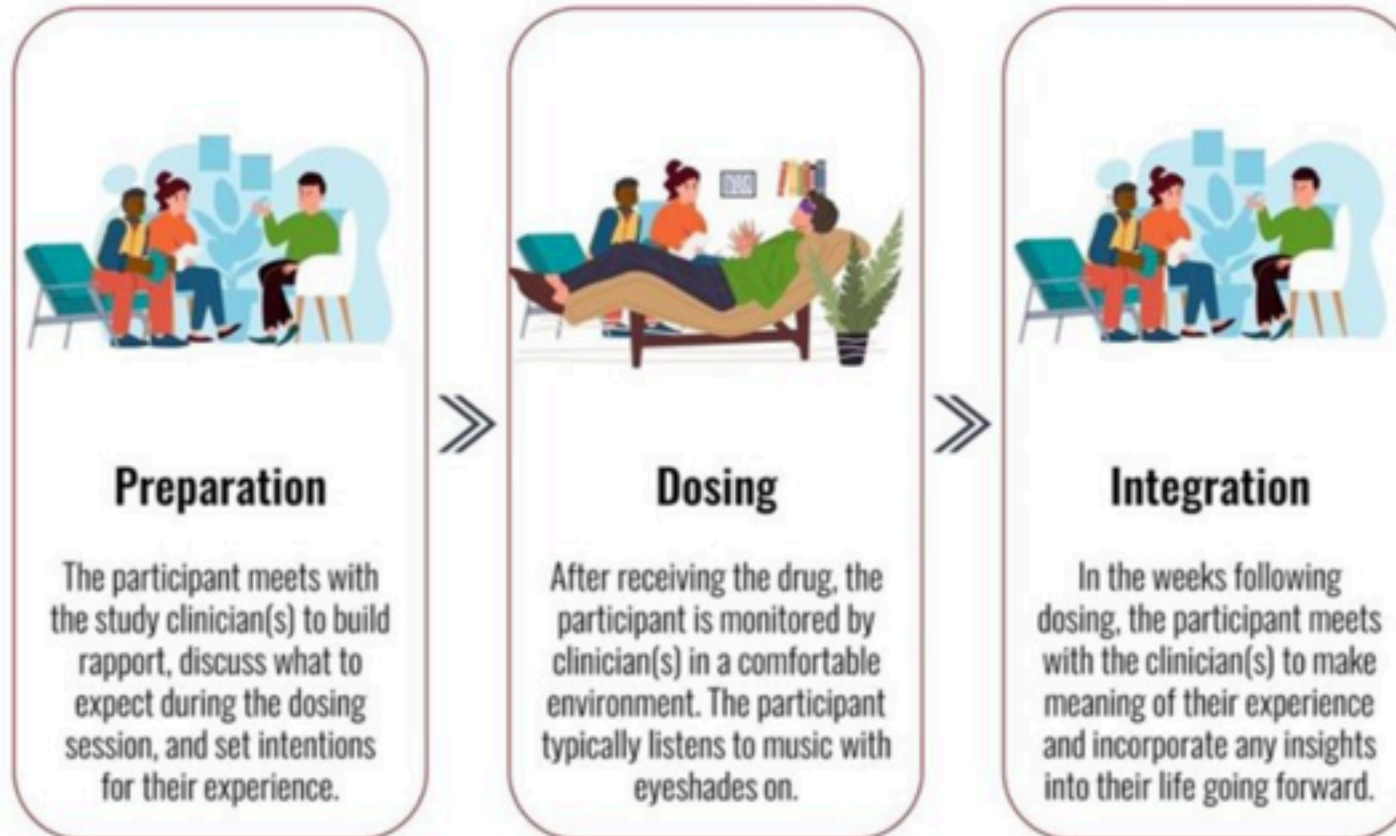 Preparation
The participant meets with
the study clinician(s) to build
rapport, discuss what to
expect during the dosing
session, and set intentions
for their experience.
Dosing
After receiving the drug, the
participant is monitored by
clinician(s) in a comfortable
environment. The participant
typically listens to music with
eyeshades on.
Integration
In the weeks following
dosing, the participant meets
with the clinician(s) to make
meaning of their experience
and incorporate any insights
into their life going forward.